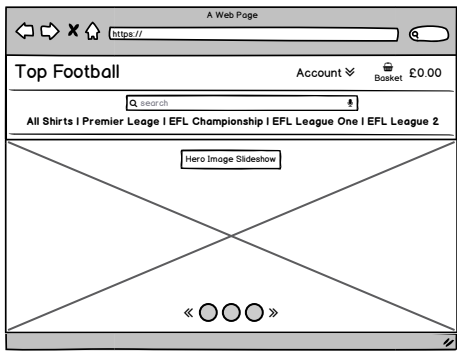 A Web Page
https://
Top Football
Account
Basket £0.00
search
All Shirts I Premier Leage I EFL Championship I EFL League One I EFL League 2
Hero Image Slideshow